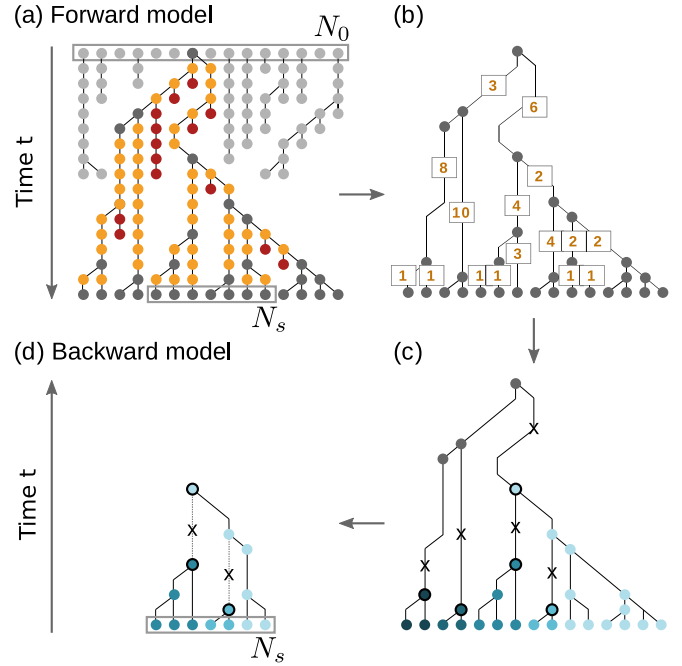 (a) Forward model
N₀
Time t
Nₛ
(b)
3
6
8
2
10
4
3
4 2 2
1 1 1 1 1 1
(d) Backward model
Time t
x
x
Nₛ
(c)
x
x
x
x
x